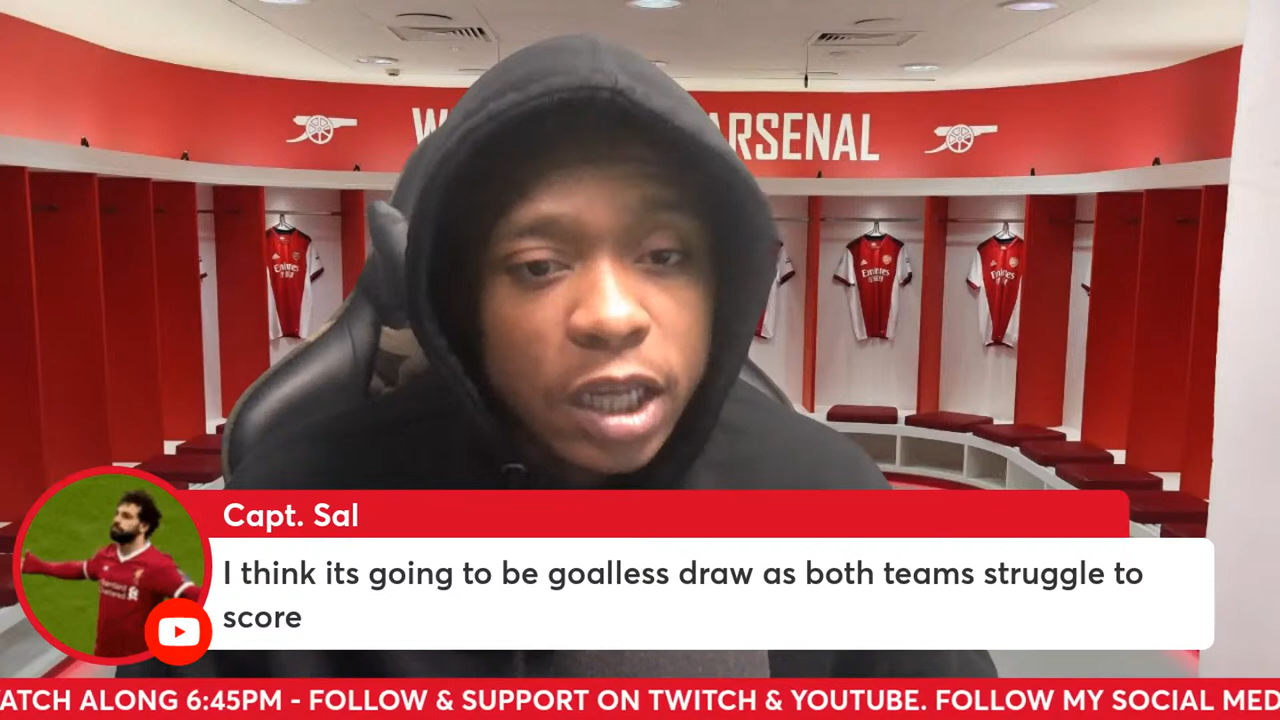 ARSENAL
Emirates
Emirates
Emirates
Capt. Sal
I think its going to be goalless draw as both teams struggle to
score
ATCH ALONG 6:45PM - FOLLOW & SUPPORT ON TWITCH & YOUTUBE. FOLLOW MY SOCIAL MED